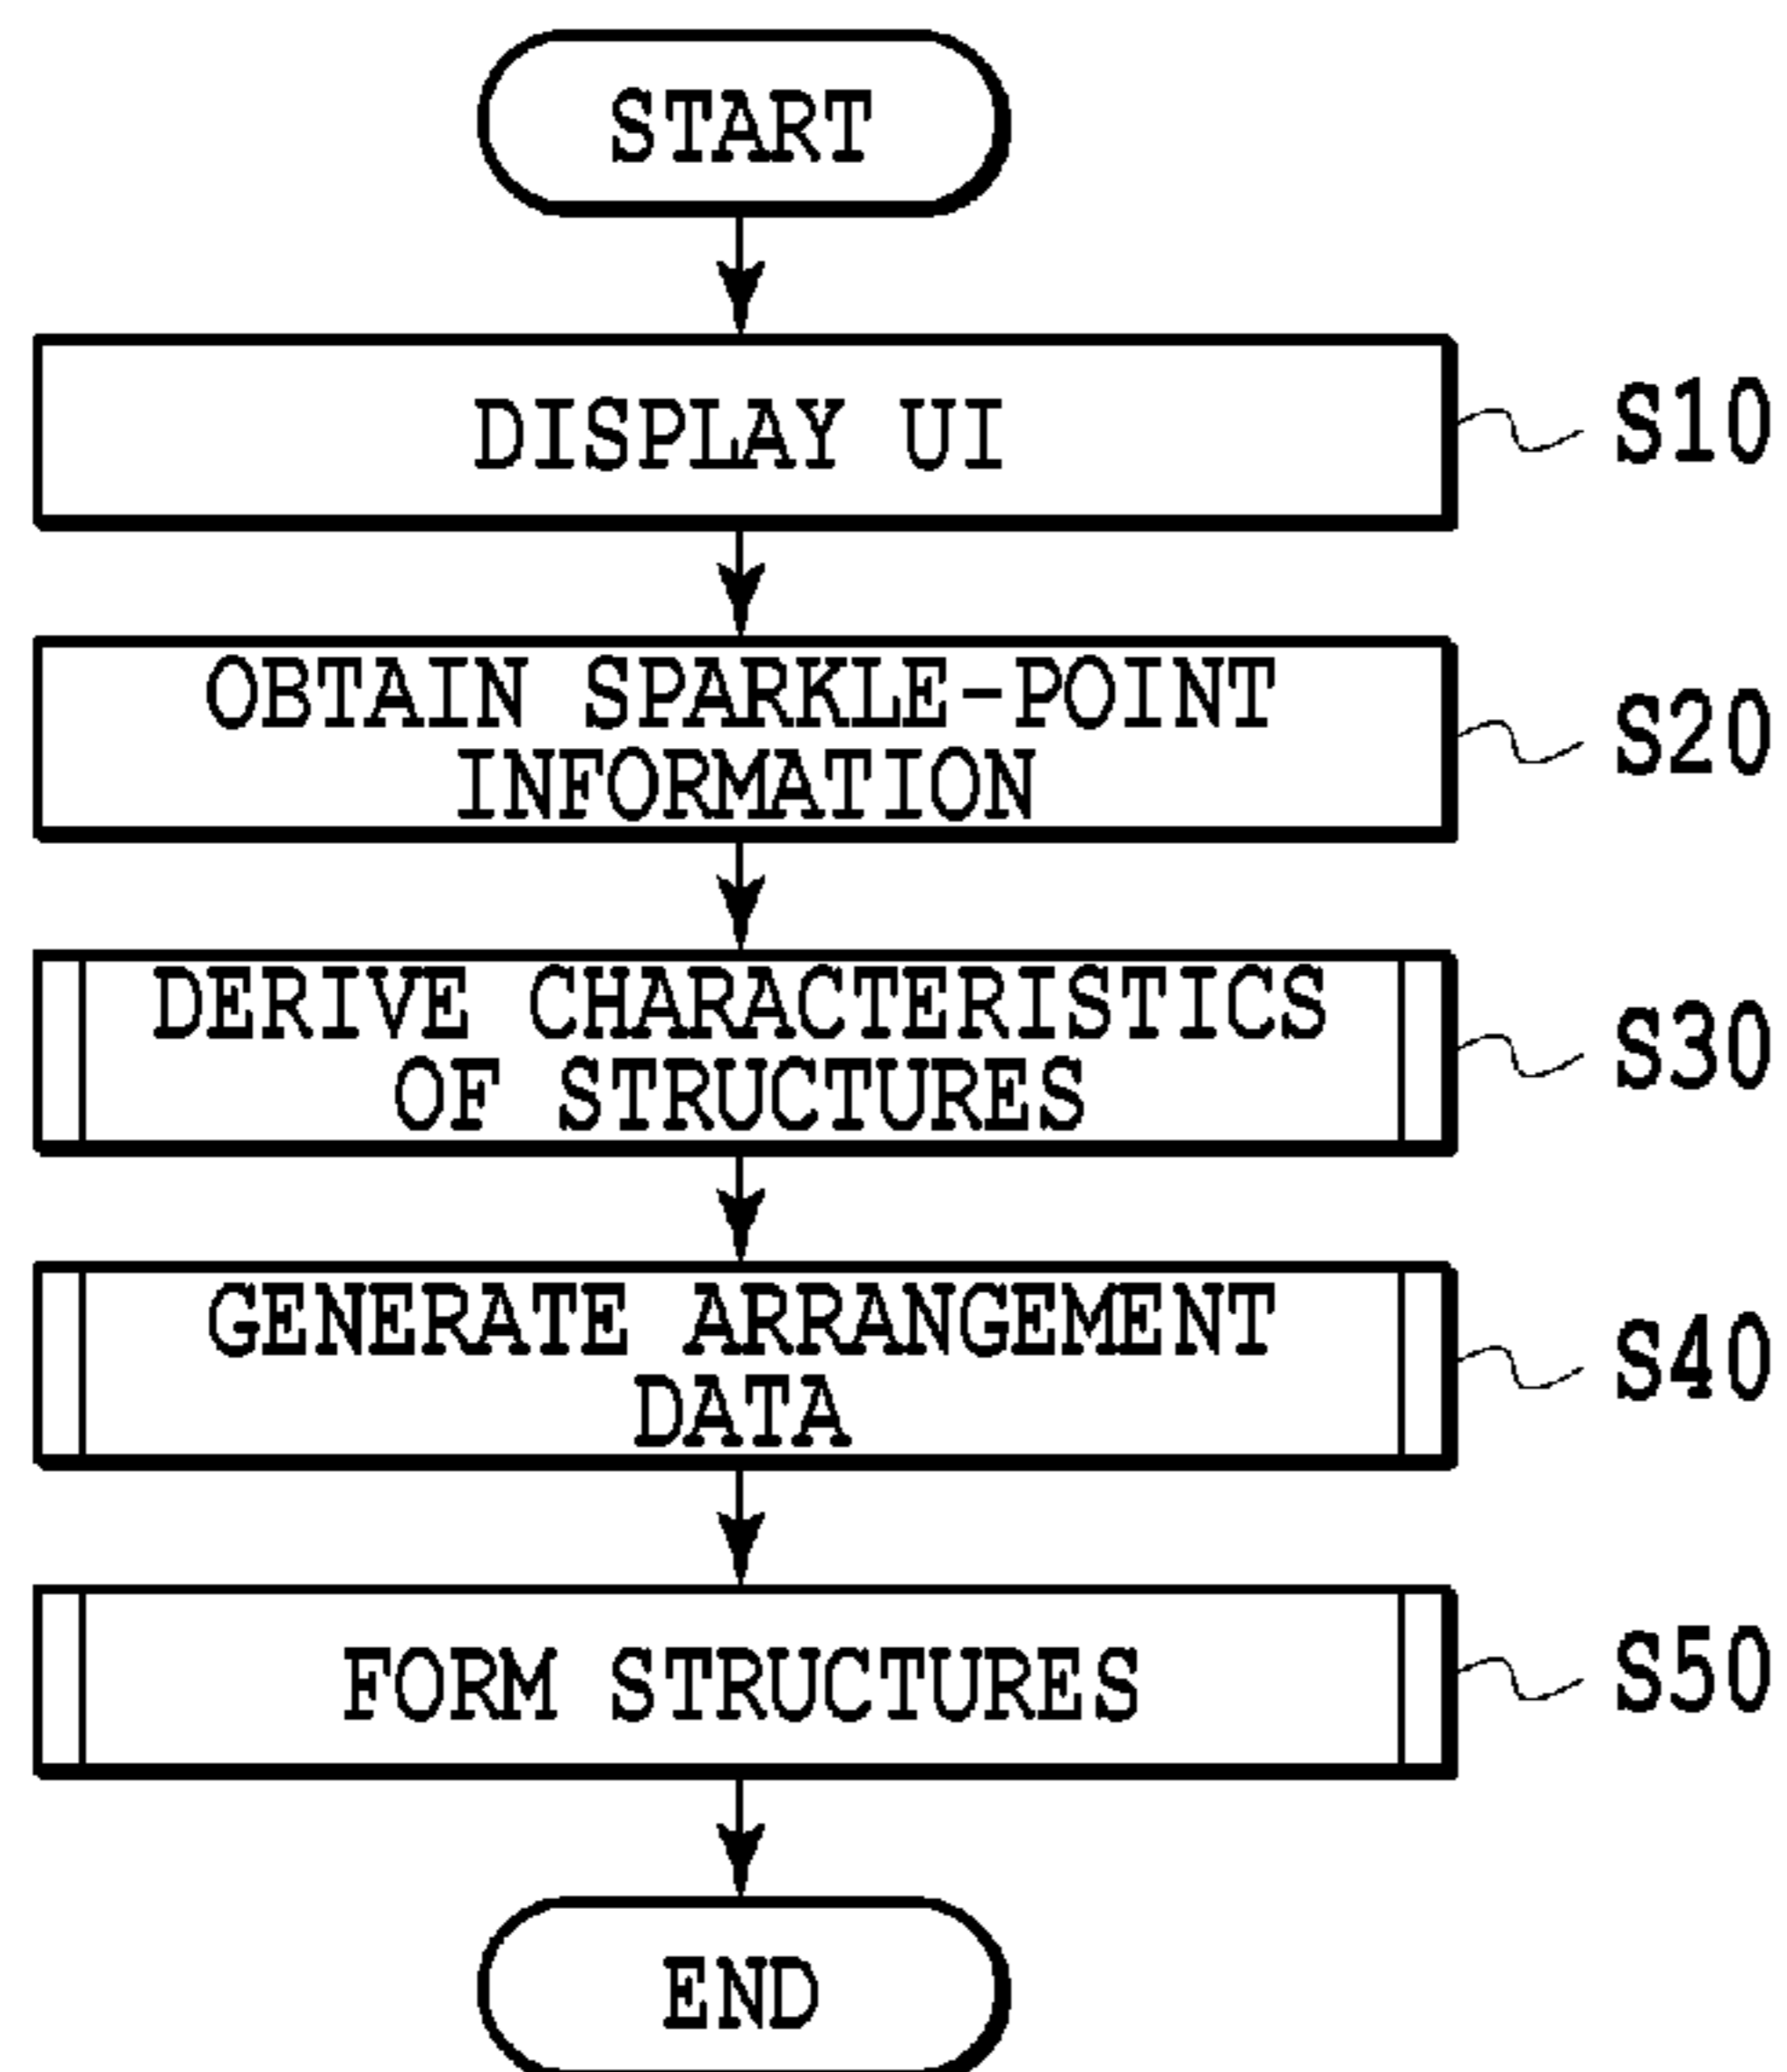 START
DISPLAY UI
S10
OBTAIN SPARKLE-POINT
INFORMATION
S20
DERIVE CHARACTERISTICS
OF STRUCTURES
S30
GENERATE ARRANGEMENT
DATA
S40
FORM STRUCTURES
S50
END